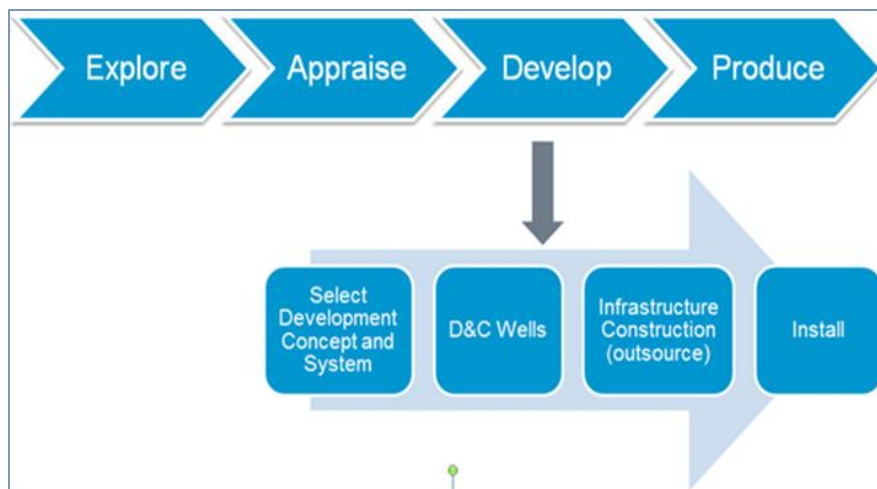 Explore
Appraise
Develop
Produce
Select
Development
Concept and
System
D&C Wells
Infrastructure
Construction
(outsource)
Install